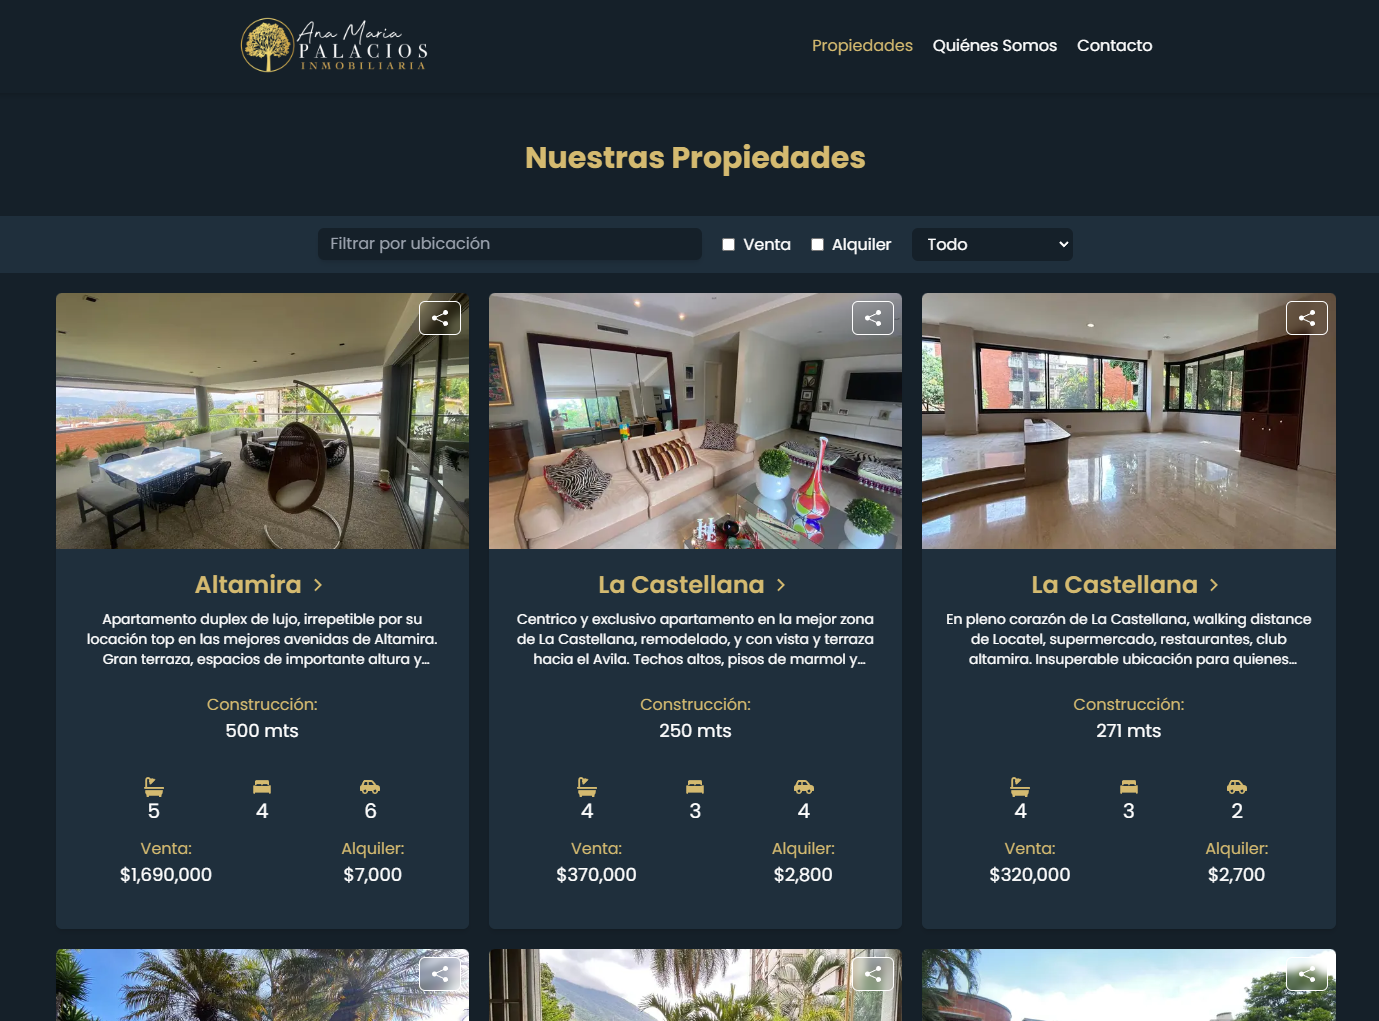 Ana Maria
PALACIOS
INMOBILIARIA
Propiedades
Quiénes Somos
Contacto
Nuestras Propiedades
Filtrar por ubicación
Venta
Alquiler
Todo
Altamira
Apartamento duplex de lujo, irrepetible por su
locación top en las mejores avenidas de Altamira.
Gran terraza, espacios de importante altura y...
Construcción:
500 mts
5
4
6
Venta:
Alquiler:
$1,690,000
$7,000
La Castellana
Centrico y exclusivo apartamento en la mejor zona
de La Castellana, remodelado, y con vista y terraza
hacia el Avila. Techos altos, pisos de marmol y...
Construcción:
250 mts
4
3
4
Venta:
Alquiler:
$370,000
$2,800
La Castellana
En pleno corazón de La Castellana, walking distance
de Locatel, supermercado, restaurantes, club
altamira. Insuperable ubicación para quienes...
Construcción:
271 mts
4
3
2
Venta:
Alquiler:
$320,000
$2,700